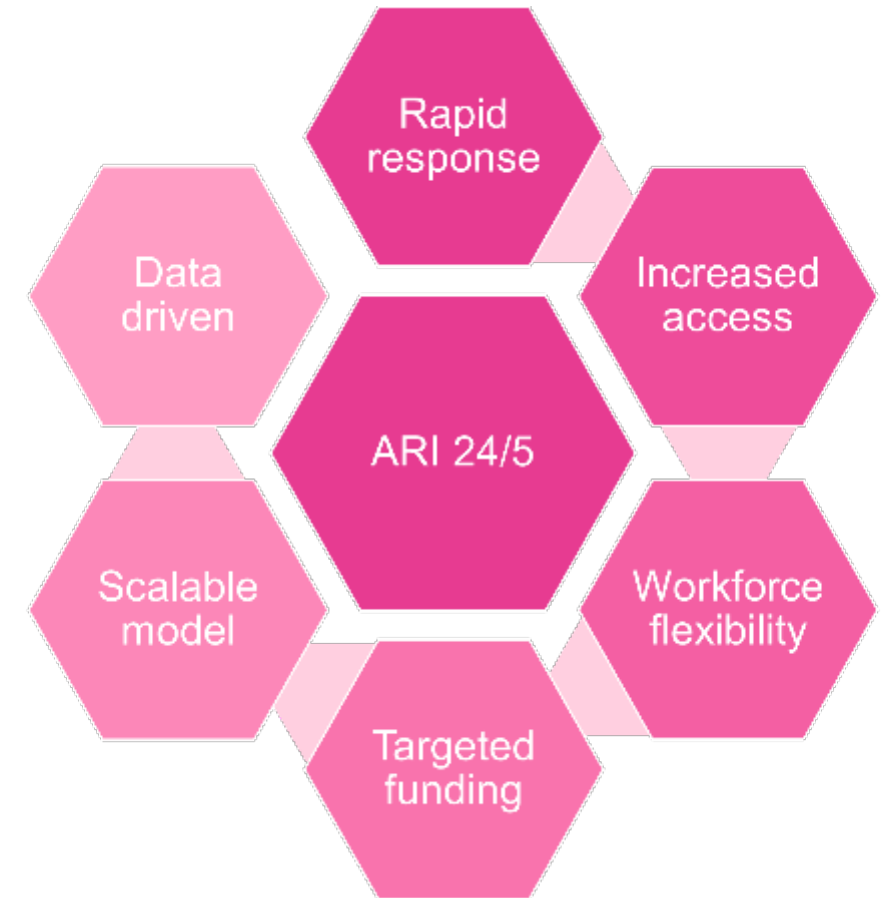 Rapid
response
Increased
access
Workforce
flexibility
Targeted
funding
Scalable
model
Data
driven
ARI 24/5